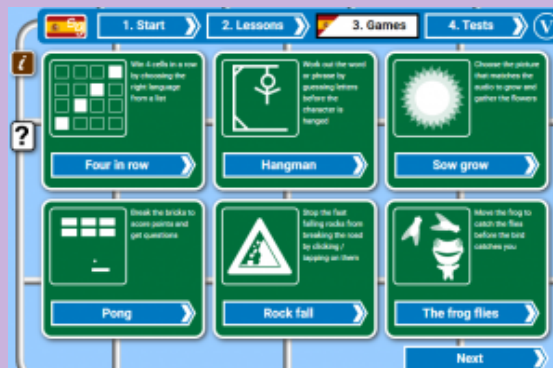 1. Start
2. Lessons
3. Games
4. Tests
V
i
?
Win 4 cells in a row
by choosing the
right language
from a list
Four in row
Work out the word
or phrase by
guessing letters
before the
character is
hanged
Hangman
Choose the picture
that matches the
audio to grow and
gather the flowers
Sow grow
Break the bricks to
score points and
get questions
Pong
Stop the fast
falling rocks from
breaking the road
by clicking /
tapping on them
Rock fall
Move the frog to
catch the flies
before the bird
catches you
The frog flies
Next